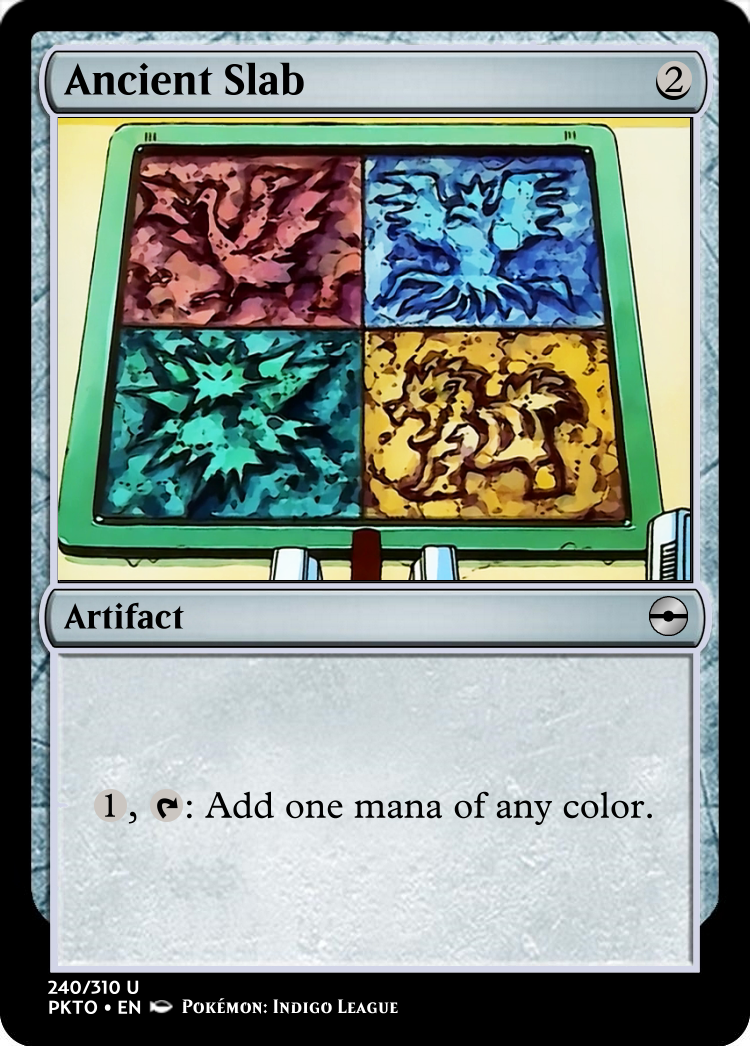 Ancient Slab 2
Artifact
1, : Add one mana of any color.
240/310 U
PKTO • EN Pokémon: Indigo League